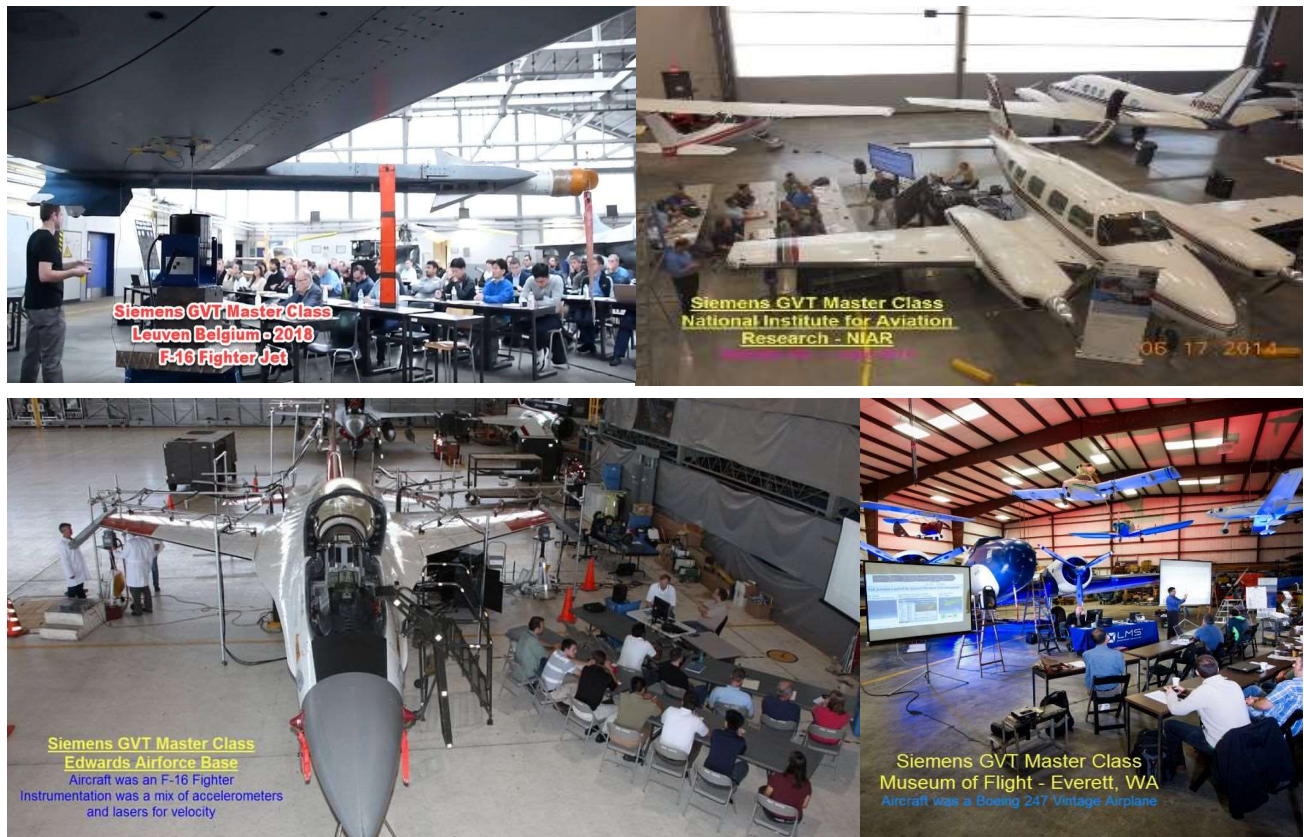 Siemens GVT Master Class
Leuven Belgium - 2018
F-16 Fighter Jet
N88G
Siemens GVT Master Class
National Institute for Aviation
Research - NIAR
06 17 2014
Siemens GVT Master Class
Edwards Airforce Base
Aircraft was an F-16 Fighter
Instrumentation was a mix of accelerometers
and lasers for velocity
LMS
Siemens GVT Master Class
Museum of Flight - Everett, WA
Aircraft was a Boeing 247 Vintage Airplane